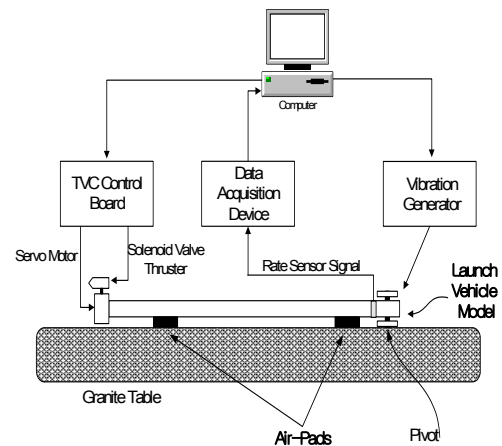 Computer
TVC Control
Board
Data
Acquisition
Device
Vibration
Generator
Servo Motor
Solenoid Valve
Thruster
Rate Sensor Signal
Launch
Vehicle
Model
Granite Table
Air-Pads
Pivot